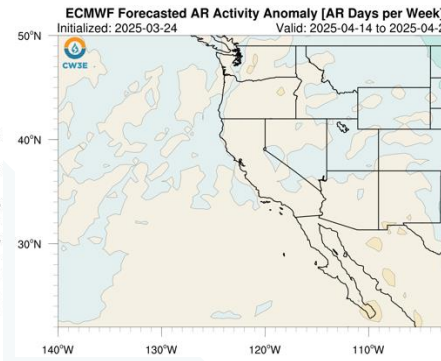 ECMWF Forecasted AR Activity Anomaly [AR Days per Week]
Initialized: 2025-03-24 Valid: 2025-04-14 to 2025-04-2
50°N
CW3E
40°N
30°N
140°W 130°W 120°W 110°W